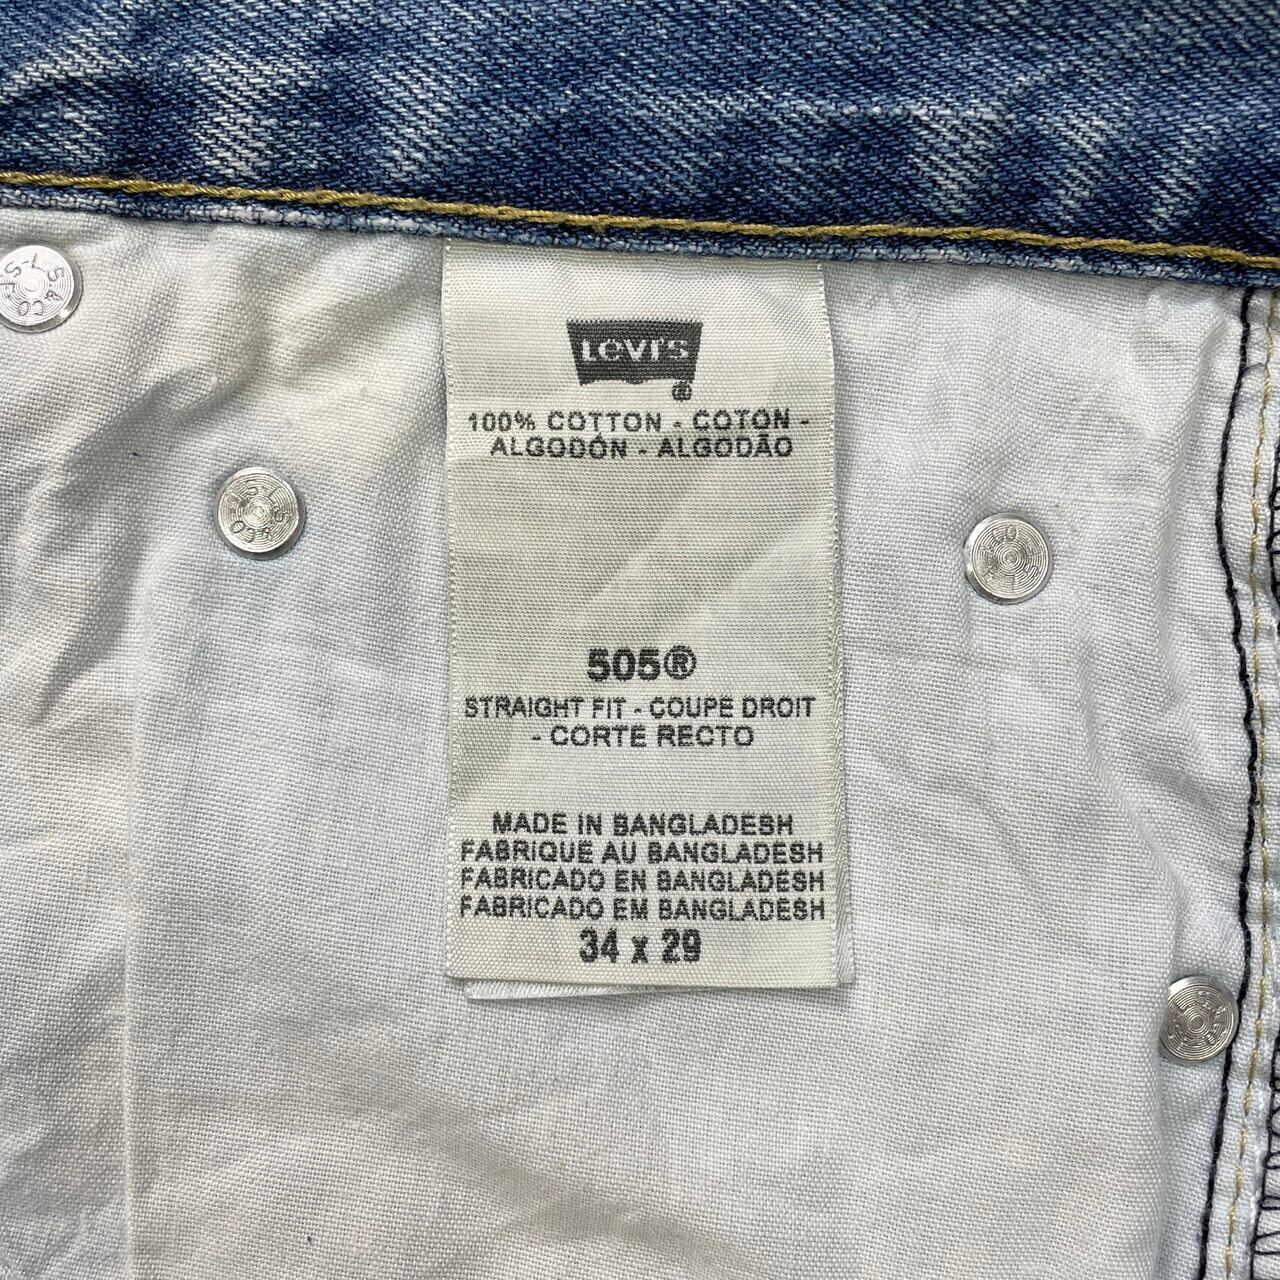 Levi's
®
100% COTTON - COTON -
ALGODÓN - ALGODÃO
505®
STRAIGHT FIT - COUPE DROIT
- CORTE RECTO
MADE IN BANGLADESH
FABRIQUE AU BANGLADESH
FABRICADO EN BANGLADESH
FABRICADO EM BANGLADESH
34 x 29